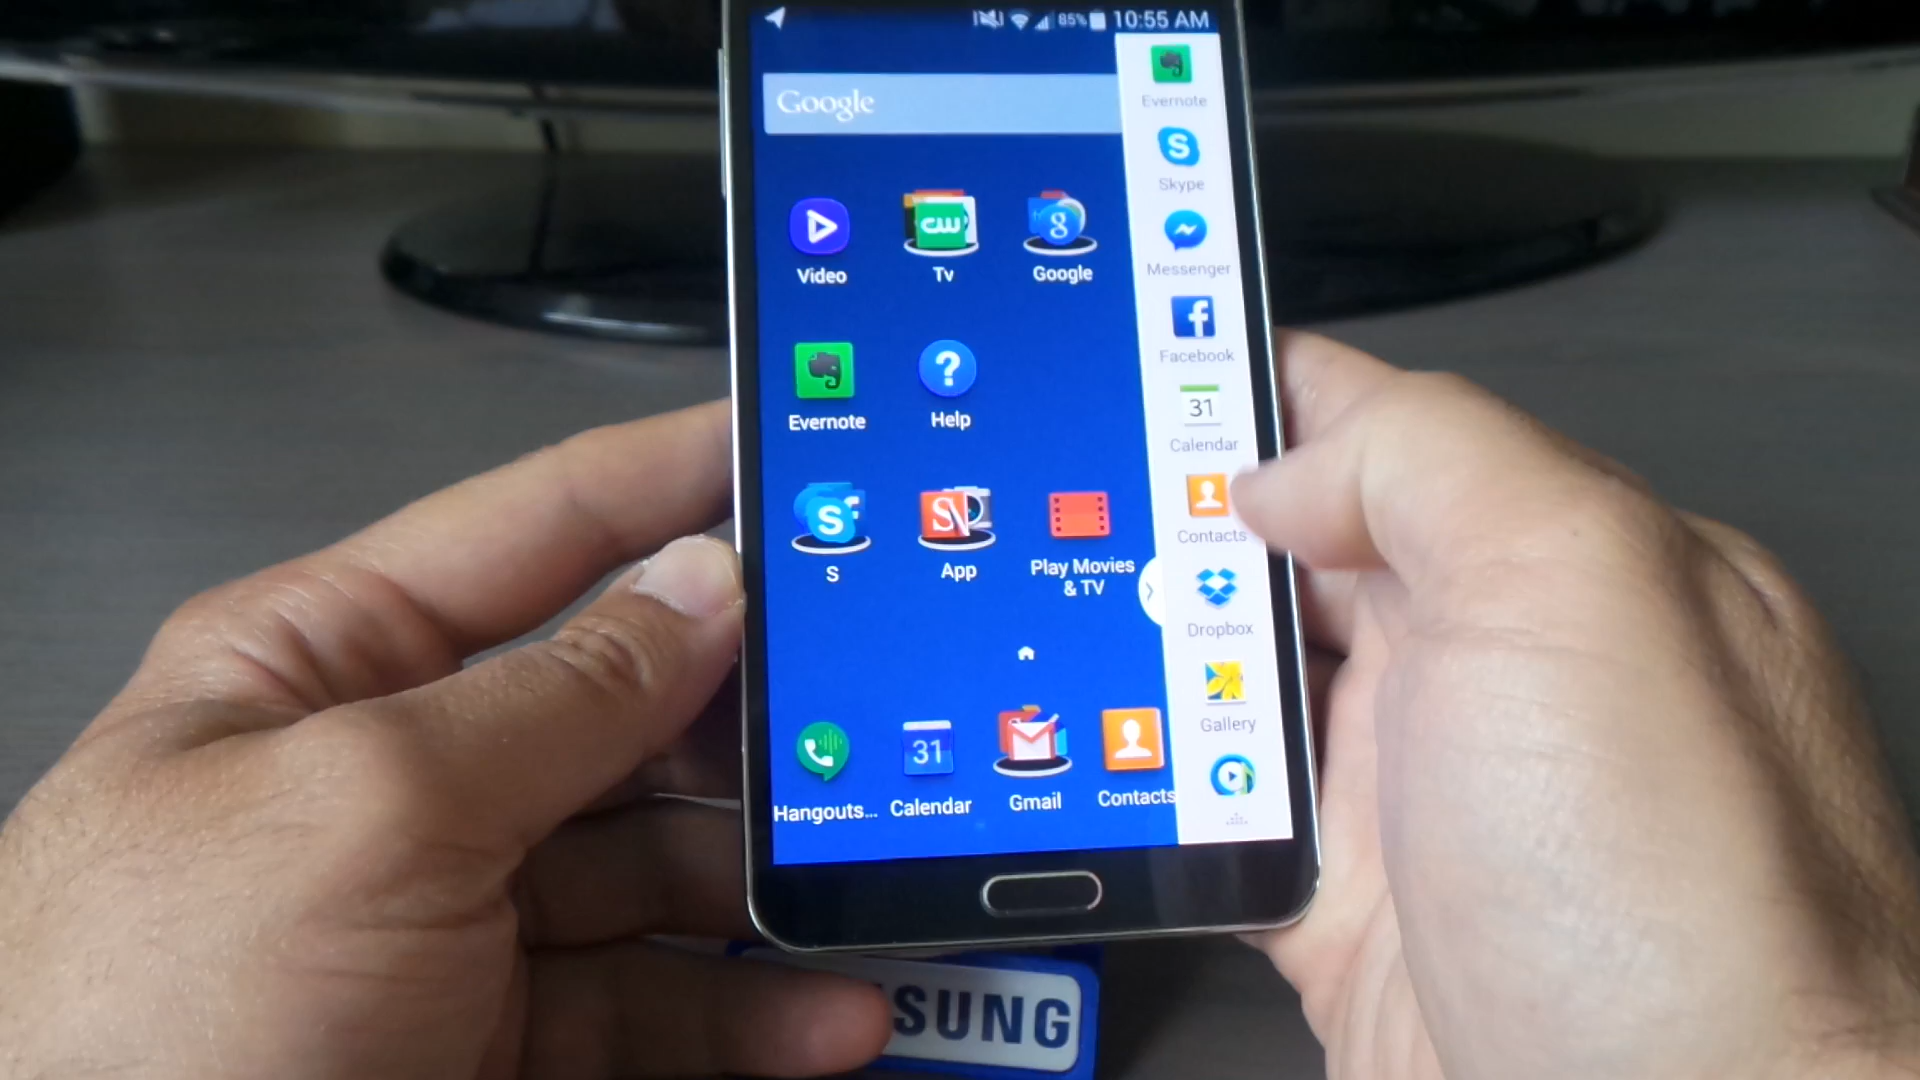 85% 10:55 AM
Google
Video
Tv
CW
Google
g
Evernote
Help
S
S
App
Play Movies
& TV
Hangouts...
31
Calendar
Gmail
Contacts
Evernote
S
Skype
Messenger
f
Facebook
31
Calendar
Contacts
Dropbox
Gallery
SUNG